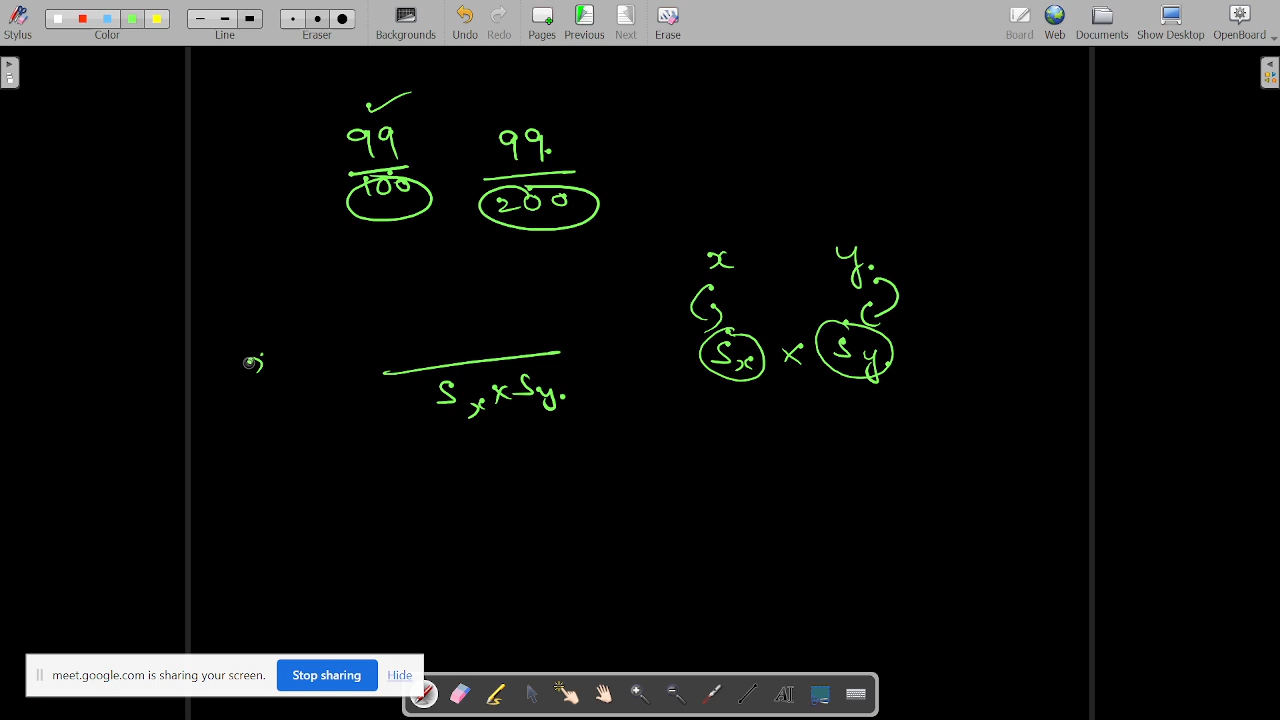 Stylus Color Line Eraser Backgrounds Undo Redo Pages Previous Next Erase Board Web Documents Show Desktop OpenBoard
99 99.
100 200
x y.
Sx × Sy
Sx × Sy.
meet.google.com is sharing your screen. Stop sharing Hide